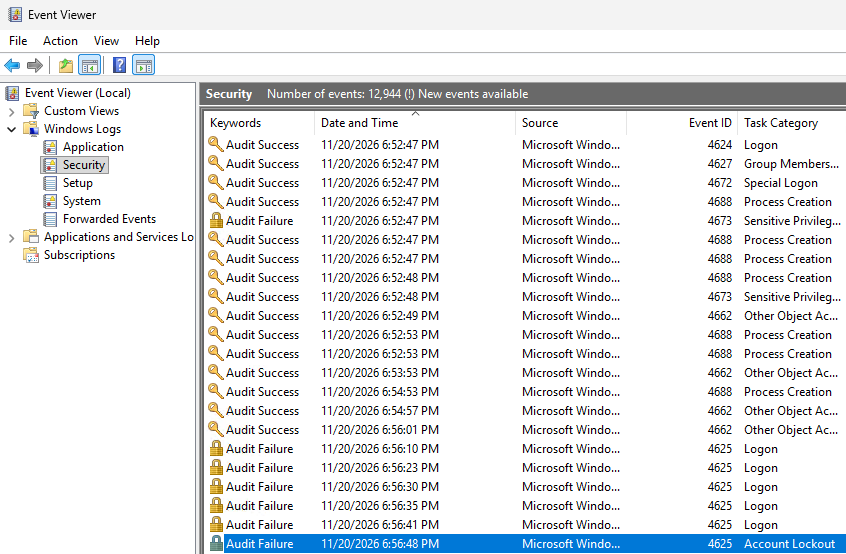 Event Viewer
File Action View Help
Event Viewer (Local)
Custom Views
Windows Logs
Application
Security
Setup
System
Forwarded Events
Applications and Services Lo
Subscriptions
Security Number of events: 12,944 (!) New events available
Keywords Date and Time Source Event ID Task Category
Audit Success 11/20/2026 6:52:47 PM Microsoft Windo... 4624 Logon
Audit Success 11/20/2026 6:52:47 PM Microsoft Windo... 4627 Group Members...
Audit Success 11/20/2026 6:52:47 PM Microsoft Windo... 4672 Special Logon
Audit Success 11/20/2026 6:52:47 PM Microsoft Windo... 4688 Process Creation
Audit Failure 11/20/2026 6:52:47 PM Microsoft Windo... 4673 Sensitive Privileg...
Audit Success 11/20/2026 6:52:47 PM Microsoft Windo... 4688 Process Creation
Audit Success 11/20/2026 6:52:47 PM Microsoft Windo... 4688 Process Creation
Audit Success 11/20/2026 6:52:48 PM Microsoft Windo... 4688 Process Creation
Audit Success 11/20/2026 6:52:48 PM Microsoft Windo... 4673 Sensitive Privileg...
Audit Success 11/20/2026 6:52:49 PM Microsoft Windo... 4662 Other Object Ac...
Audit Success 11/20/2026 6:52:53 PM Microsoft Windo... 4688 Process Creation
Audit Success 11/20/2026 6:52:53 PM Microsoft Windo... 4688 Process Creation
Audit Success 11/20/2026 6:53:53 PM Microsoft Windo... 4662 Other Object Ac...
Audit Success 11/20/2026 6:54:53 PM Microsoft Windo... 4688 Process Creation
Audit Success 11/20/2026 6:54:57 PM Microsoft Windo... 4662 Other Object Ac...
Audit Success 11/20/2026 6:56:01 PM Microsoft Windo... 4662 Other Object Ac...
Audit Failure 11/20/2026 6:56:10 PM Microsoft Windo... 4625 Logon
Audit Failure 11/20/2026 6:56:23 PM Microsoft Windo... 4625 Logon
Audit Failure 11/20/2026 6:56:30 PM Microsoft Windo... 4625 Logon
Audit Failure 11/20/2026 6:56:35 PM Microsoft Windo... 4625 Logon
Audit Failure 11/20/2026 6:56:41 PM Microsoft Windo... 4625 Logon
Audit Failure 11/20/2026 6:56:48 PM Microsoft Windo... 4625 Account Lockout